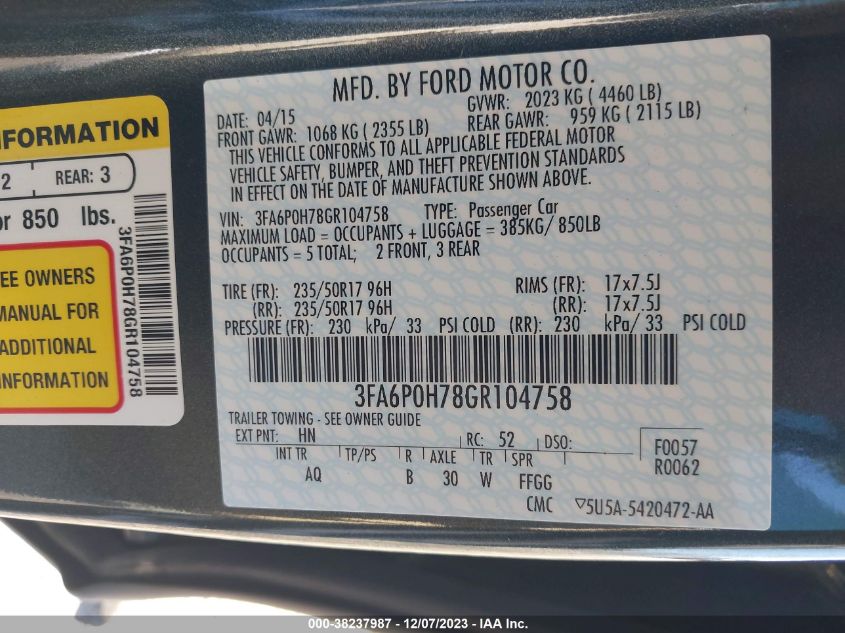 NFORMATION
2 REAR: 3
or 850 lbs.
EE OWNERS
MANUAL FOR
ADDITIONAL
INFORMATION
3FA6P0H78GR104758
MFD. BY FORD MOTOR CO.
DATE: 04/15 GVWR: 2023 KG ( 4460 LB)
FRONT GAWR: 1068 KG ( 2355 LB) REAR GAWR: 959 KG ( 2115 LB)
THIS VEHICLE CONFORMS TO ALL APPLICABLE FEDERAL MOTOR
VEHICLE SAFETY, BUMPER, AND THEFT PREVENTION STANDARDS
IN EFFECT ON THE DATE OF MANUFACTURE SHOWN ABOVE.
VIN: 3FA6P0H78GR104758 TYPE: Passenger Car
MAXIMUM LOAD = OCCUPANTS + LUGGAGE = 385KG/ 850LB
OCCUPANTS = 5 TOTAL; 2 FRONT, 3 REAR
TIRE (FR): 235/50R17 96H RIMS (FR): 17x7.5J
(RR): 235/50R17 96H (RR): 17x7.5J
PRESSURE (FR): 230 kPa/ 33 PSI COLD (RR): 230 kPa/ 33 PSI COLD
3FA6P0H78GR104758
TRAILER TOWING - SEE OWNER GUIDE
EXT PNT: HN RC: 52 DSO: F0057
INT TR TP/PS R AXLE TR SPR R0062
AQ B 30 W FFGG
CMC ▽5U5A-5420472-AA
000-38237987 - 12/07/2023 - IAA Inc.